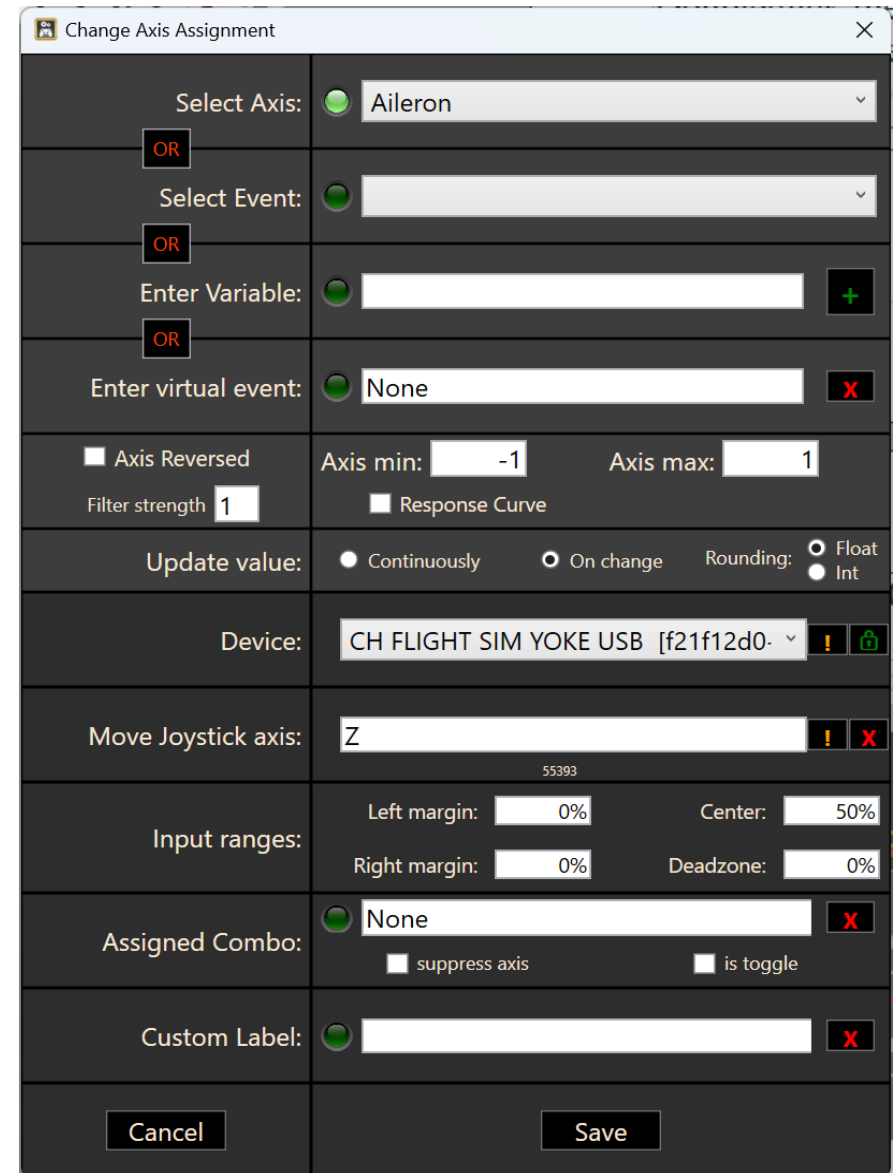 Change Axis Assignment
Select Axis: Aileron
OR
Select Event:
OR
Enter Variable: +
OR
Enter virtual event: None X
Axis Reversed Axis min: -1 Axis max: 1
Filter strength 1 Response Curve
Update value: Continuously On change Rounding: Float
Int
Device: CH FLIGHT SIM YOKE USB [f21f12d0- !
Move Joystick axis: Z ! X
55393
Input ranges: Left margin: 0% Center: 50%
Right margin: 0% Deadzone: 0%
Assigned Combo: None X
suppress axis is toggle
Custom Label: X
Cancel Save